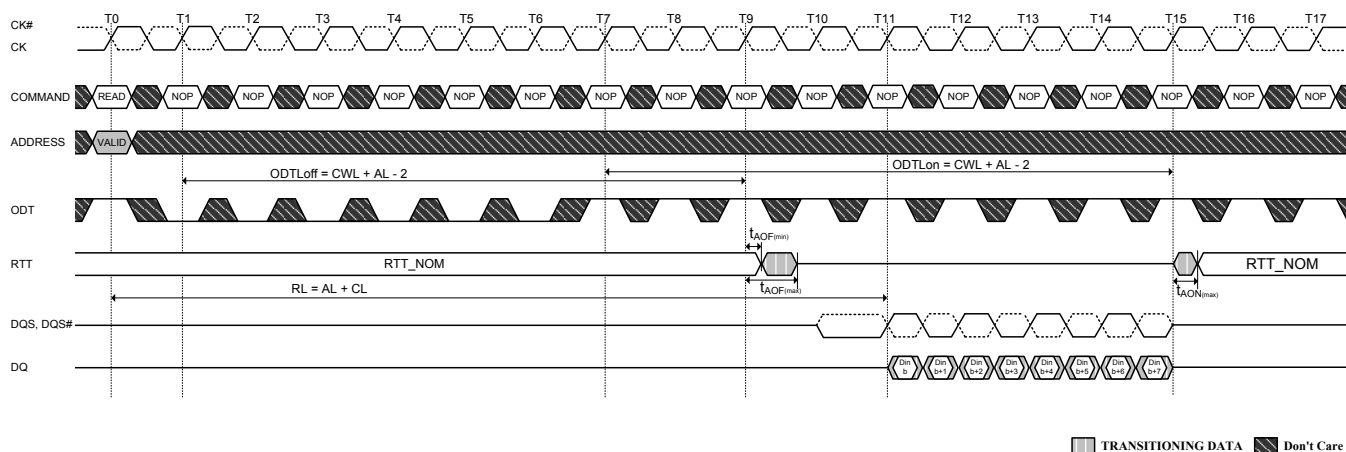 T0 T1 T2 T3 T4 T5 T6 T7 T8 T9 T10 T11 T12 T13 T14 T15 T16 T17
CK#
CK
COMMAND READ NOP NOP NOP NOP NOP NOP NOP NOP NOP NOP NOP NOP NOP NOP NOP NOP NOP
ADDRESS VALID
ODTLoff = CWL + AL - 2 ODTLon = CWL + AL - 2
ODT
tAOF(min)
RTT RTT_NOM RTT_NOM
tAOF(max) tAON(max)
RL = AL + CL
DQS, DQS#
DQ Din b Din b+1 Din b+2 Din b+3 Din b+4 Din b+5 Din b+6 Din b+7
TRANSITIONING DATA Don't Care